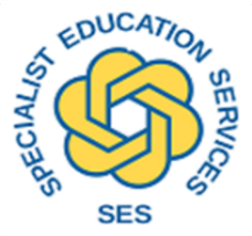 SPECIALIST EDUCATION SERVICES
SES